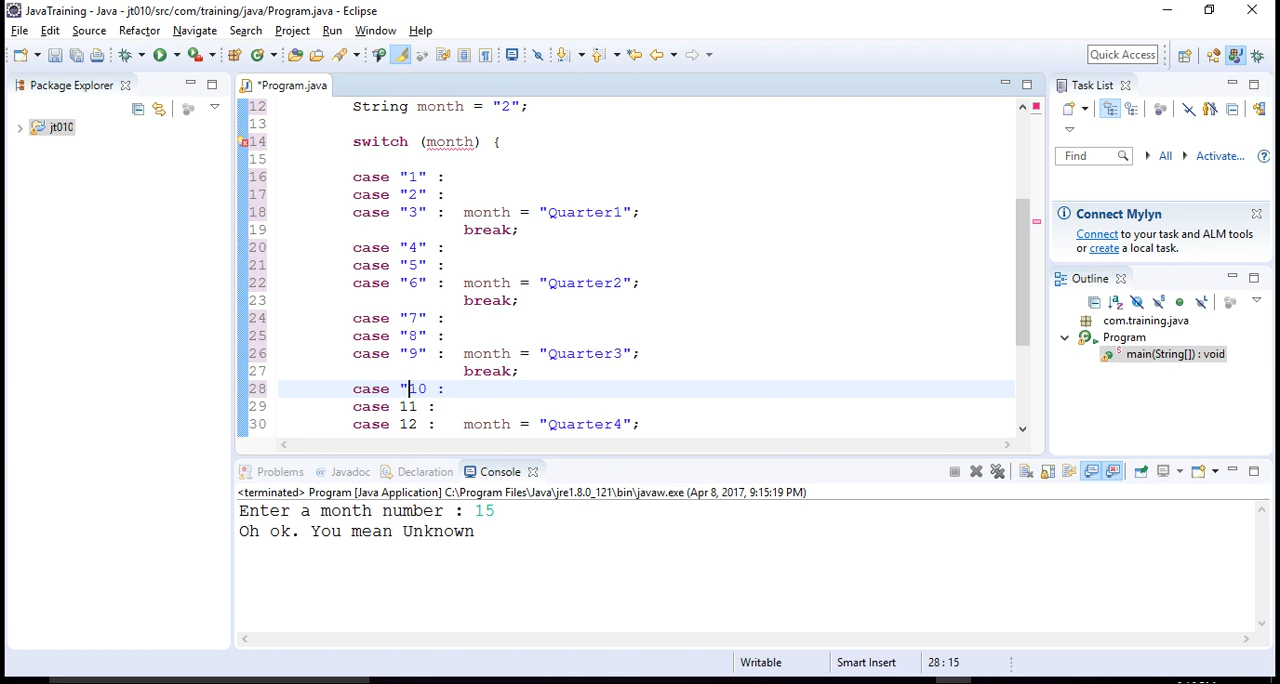 JavaTraining - Java - jt010/src/com/training/java/Program.java - Eclipse
File Edit Source Refactor Navigate Search Project Run Window Help
Quick Access
Package Explorer
*Program.java
Task List
jt010
12 String month = "2";
13
14 switch (month) {
15
16 case "1" :
17 case "2" :
18 case "3" : month = "Quarter1";
19 break;
20 case "4" :
21 case "5" :
22 case "6" : month = "Quarter2";
23 break;
24 case "7" :
25 case "8" :
26 case "9" : month = "Quarter3";
27 break;
28 case "10 :
29 case 11 :
30 case 12 : month = "Quarter4";
Find All Activate...
Connect Mylyn
Connect to your task and ALM tools
or create a local task.
Outline
com.training.java
Program
main(String[]) : void
Problems @ Javadoc Declaration Console
<terminated> Program [Java Application] C:\Program Files\Java\jre1.8.0_121\bin\javaw.exe (Apr 8, 2017, 9:15:19 PM)
Enter a month number : 15
Oh ok. You mean Unknown
Writable Smart Insert 28 : 15